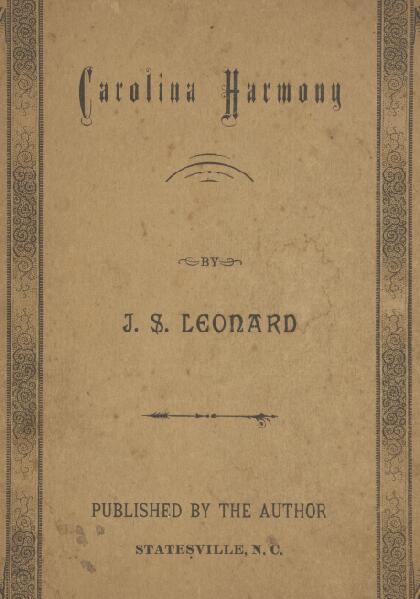 Carolina Harmony
BY
J. S. LEONARD
PUBLISHED BY THE AUTHOR
STATESVILLE, N. C.